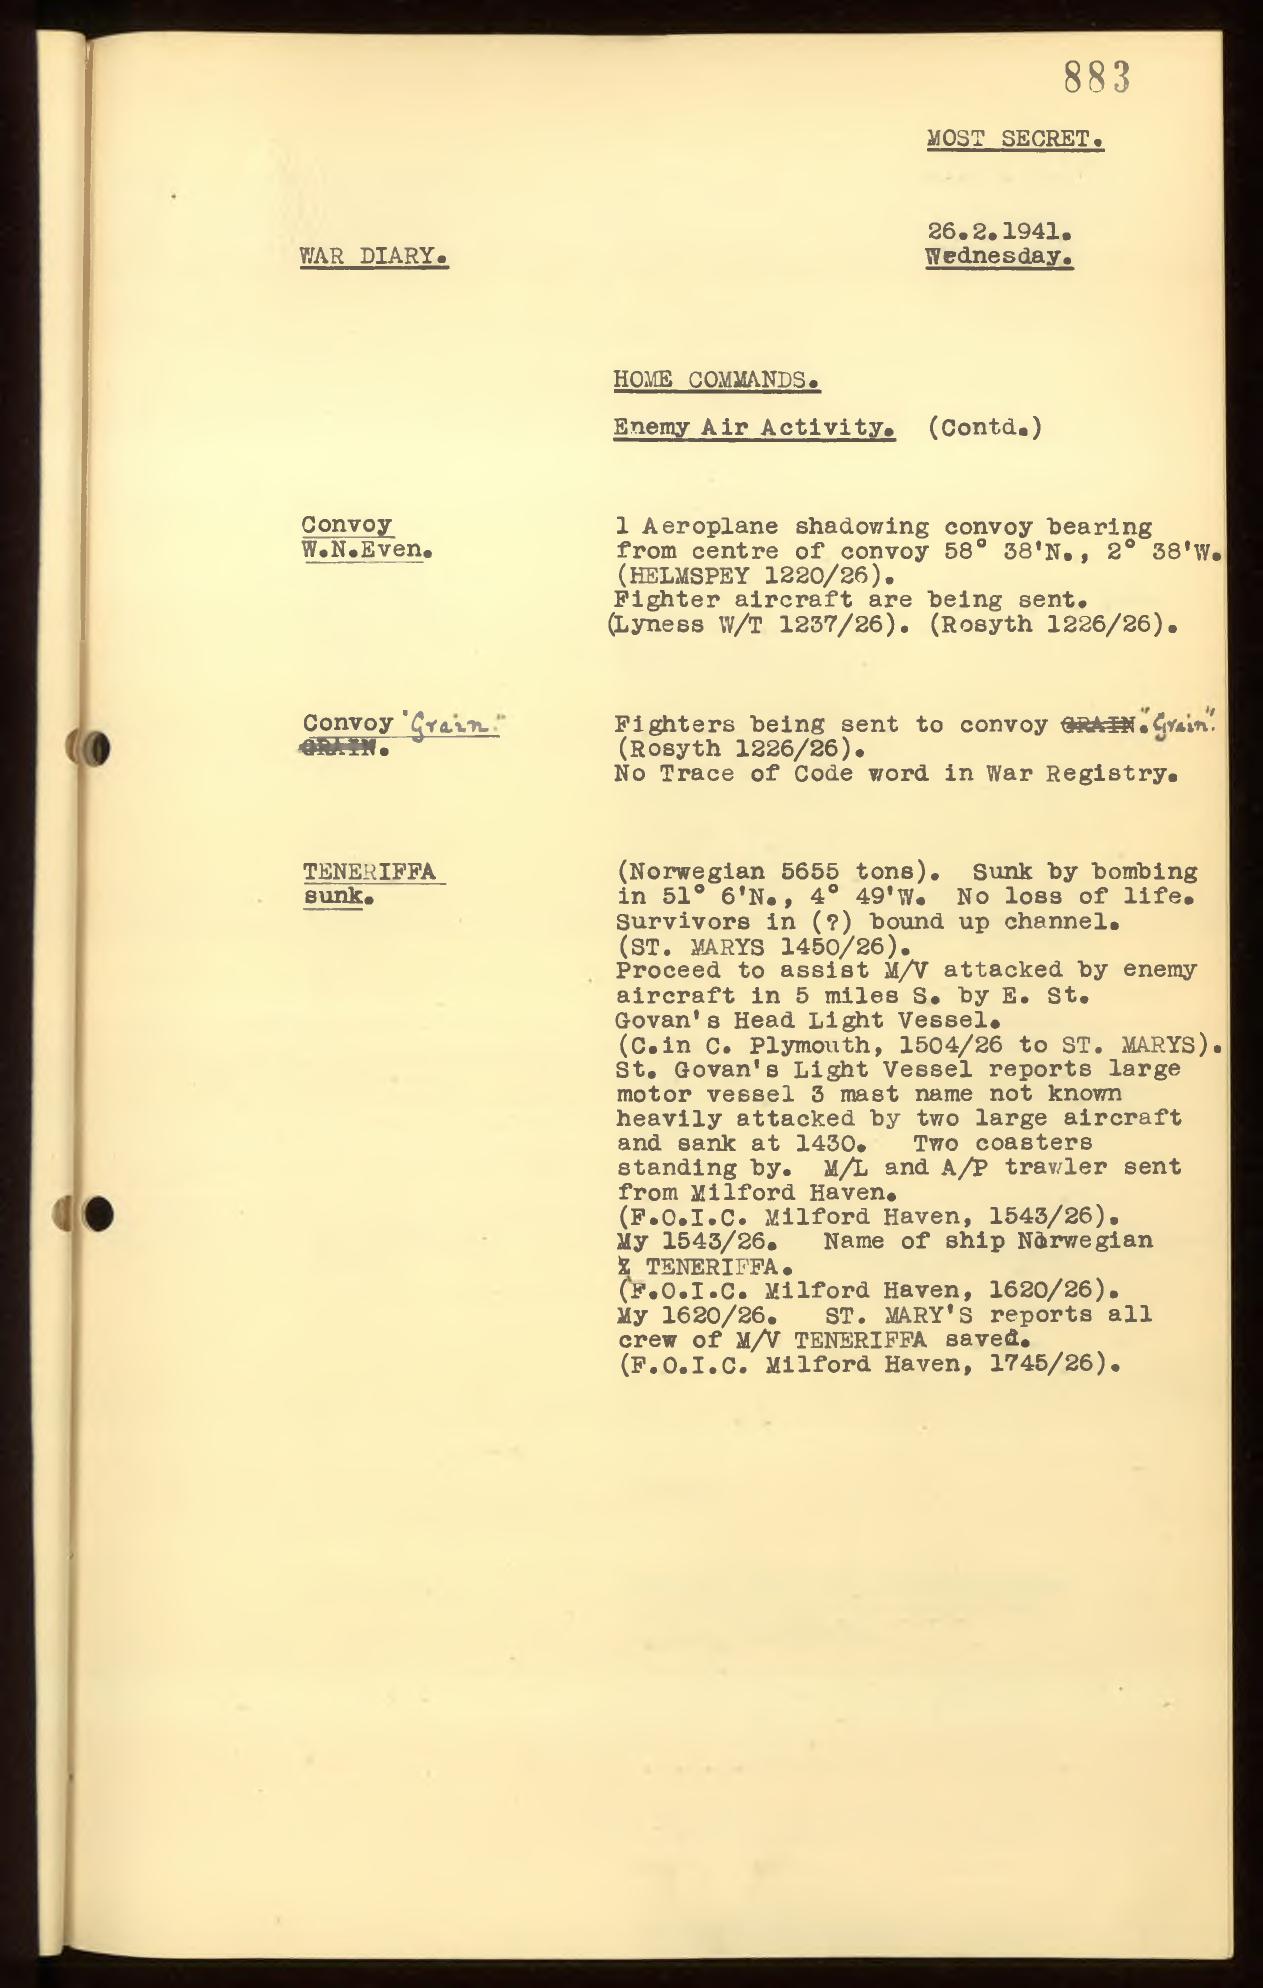 883
MOST SECRET.
26.2.1941.
WAR DIARY.
Wednesday.
HOME COMMANDS.
Enemy Air Activity. (Contd.)
Convoy
W.N.Even.
1 Aeroplane shadowing convoy bearing
from centre of convoy 58° 38'N., 2° 38'W.
(HELMSPEY 1220/26).
Fighter aircraft are being sent.
(Lyness W/T 1237/26). (Rosyth 1226/26).
Convoy "Grain."
GRAIN.
Fighters being sent to convoy GRAIN. "Grain".
(Rosyth 1226/26).
No Trace of Code word in War Registry.
TENERIFFA
sunk.
(Norwegian 5655 tons). Sunk by bombing
in 51° 6'N., 4° 49'W. No loss of life.
Survivors in (?) bound up channel.
(ST. MARYS 1450/26).
Proceed to assist M/V attacked by enemy
aircraft in 5 miles S. by E. St.
Govan's Head Light Vessel.
(C.in C. Plymouth, 1504/26 to ST. MARYS).
St. Govan's Light Vessel reports large
motor vessel 3 mast name not known
heavily attacked by two large aircraft
and sank at 1430. Two coasters
standing by. M/L and A/P trawler sent
from Milford Haven.
(F.O.I.C. Milford Haven, 1543/26).
My 1543/26. Name of ship Norwegian
TENERIFFA.
(F.O.I.C. Milford Haven, 1620/26).
My 1620/26. ST. MARY'S reports all
crew of M/V TENERIFFA saved.
(F.O.I.C. Milford Haven, 1745/26).